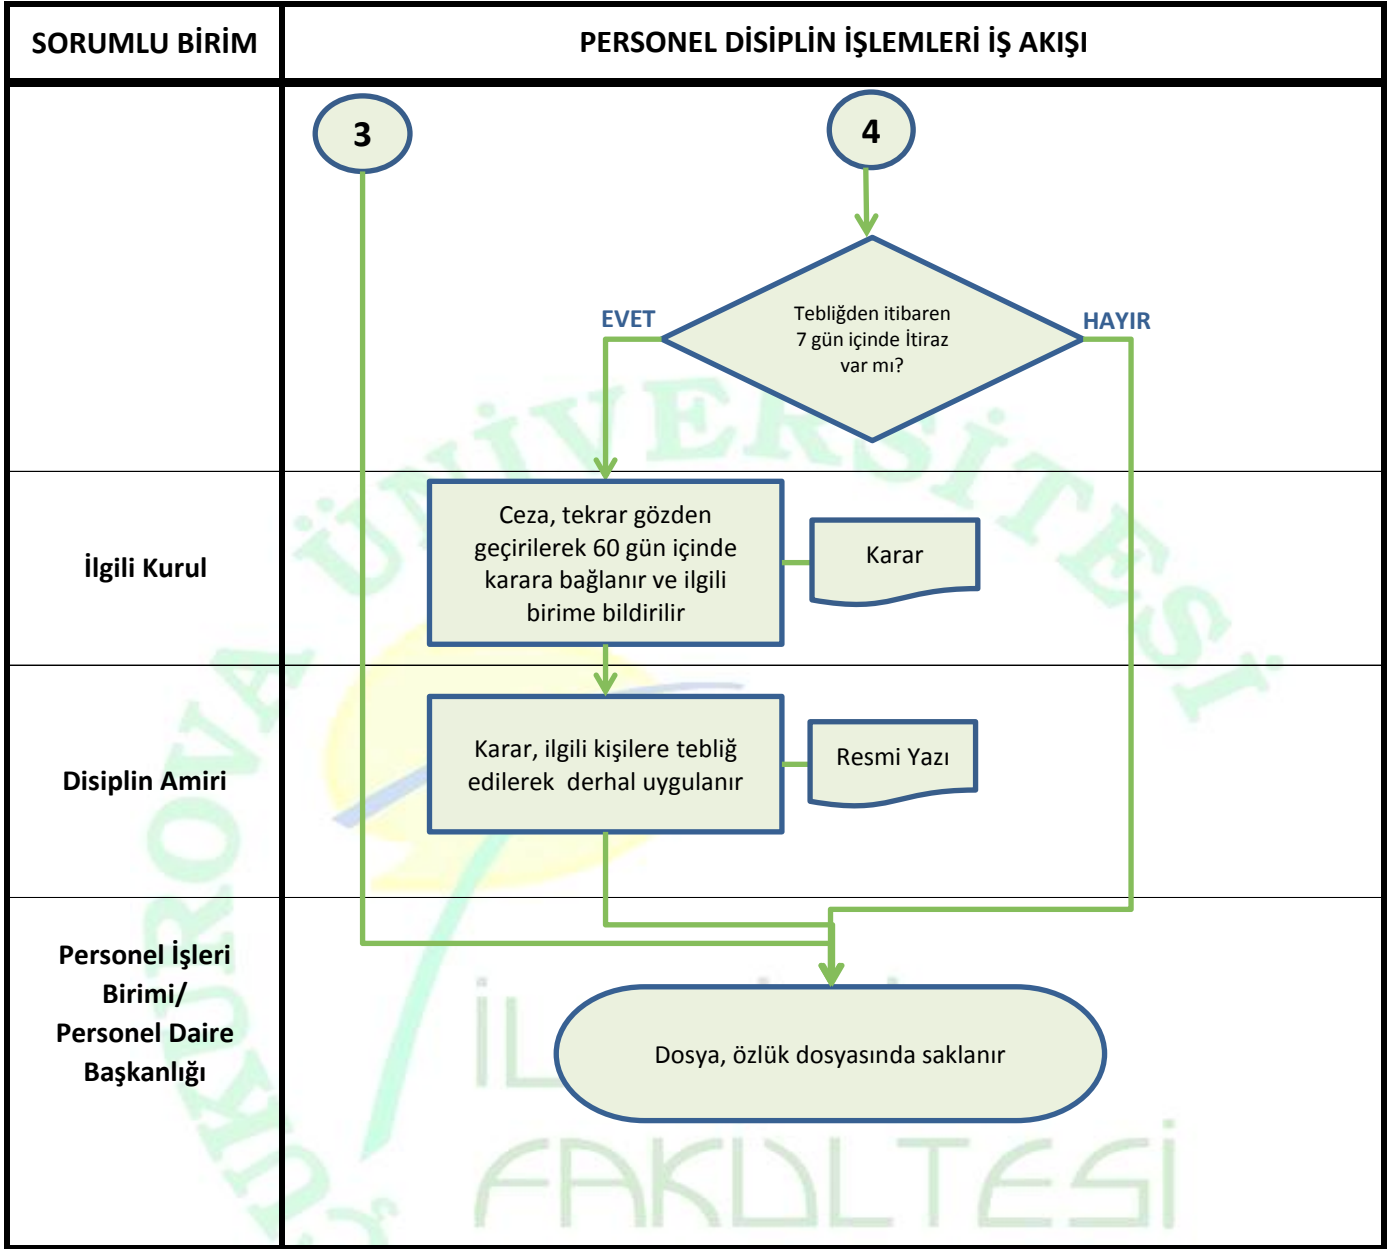 SORUMLU BİRİM
PERSONEL DİSİPLİN İŞLEMLERİ İŞ AKIŞI
3
4
Tebliğden itibaren
7 gün içinde İtiraz
var mı?
EVET
HAYIR
İlgili Kurul
Ceza, tekrar gözden
geçirilerek 60 gün içinde
karara bağlanır ve ilgili
birime bildirilir
Karar
Disiplin Amiri
Karar, ilgili kişilere tebliğ
edilerek  derhal uygulanır
Resmi Yazı
Personel İşleri
Birimi/
Personel Daire
Başkanlığı
Dosya, özlük dosyasında saklanır
ÇUKUROVA ÜNİVERSİTESİ
FAKÜLTESİ